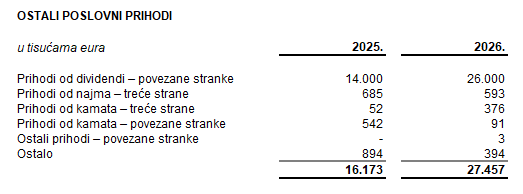 OSTALI POSLOVNI PRIHODI
u tisućama eura 2025. 2026.
Prihodi od dividendi – povezane stranke 14.000 26.000
Prihodi od najma – treće strane 685 593
Prihodi od kamata – treće strane 52 376
Prihodi od kamata – povezane stranke 542 91
Ostali prihodi – povezane stranke - 3
Ostalo 894 394
16.173 27.457